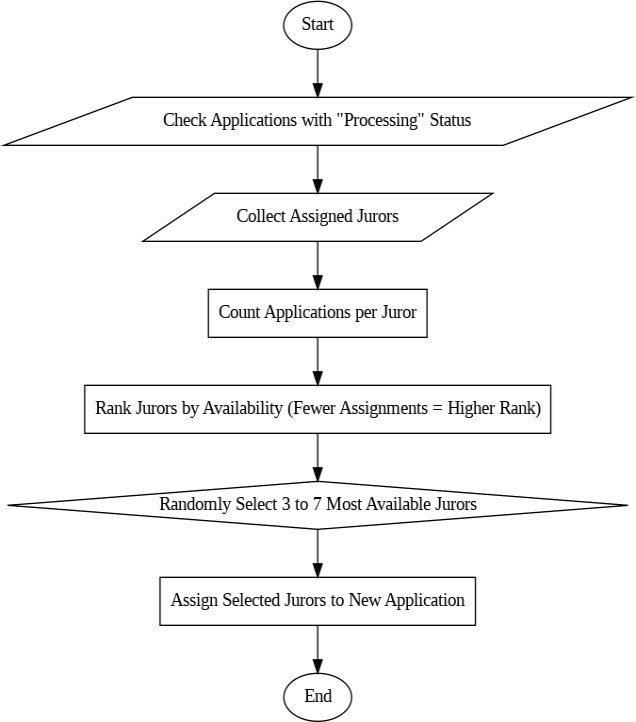 Start
Check Applications with "Processing" Status
Collect Assigned Jurors
Count Applications per Juror
Rank Jurors by Availability (Fewer Assignments = Higher Rank)
Randomly Select 3 to 7 Most Available Jurors
Assign Selected Jurors to New Application
End